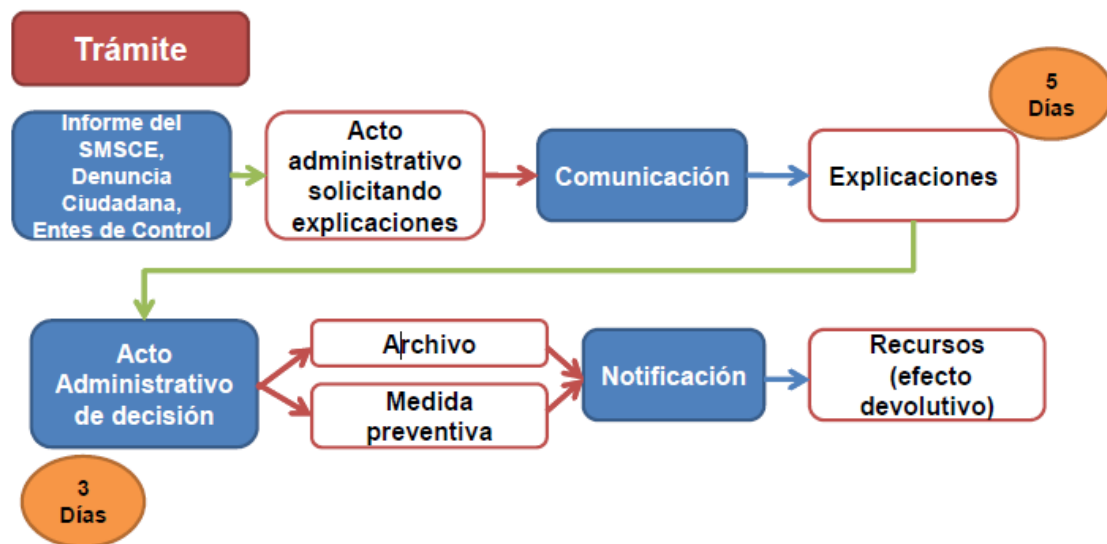 Trámite
5
Días
Informe del
SMSCE,
Denuncia
Ciudadana,
Entes de Control
Acto
administrativo
solicitando
explicaciones
Comunicación
Explicaciones
Acto
Administrativo
de decisión
Archivo
Medida
preventiva
Notificación
Recursos
(efecto
devolutivo)
3
Días